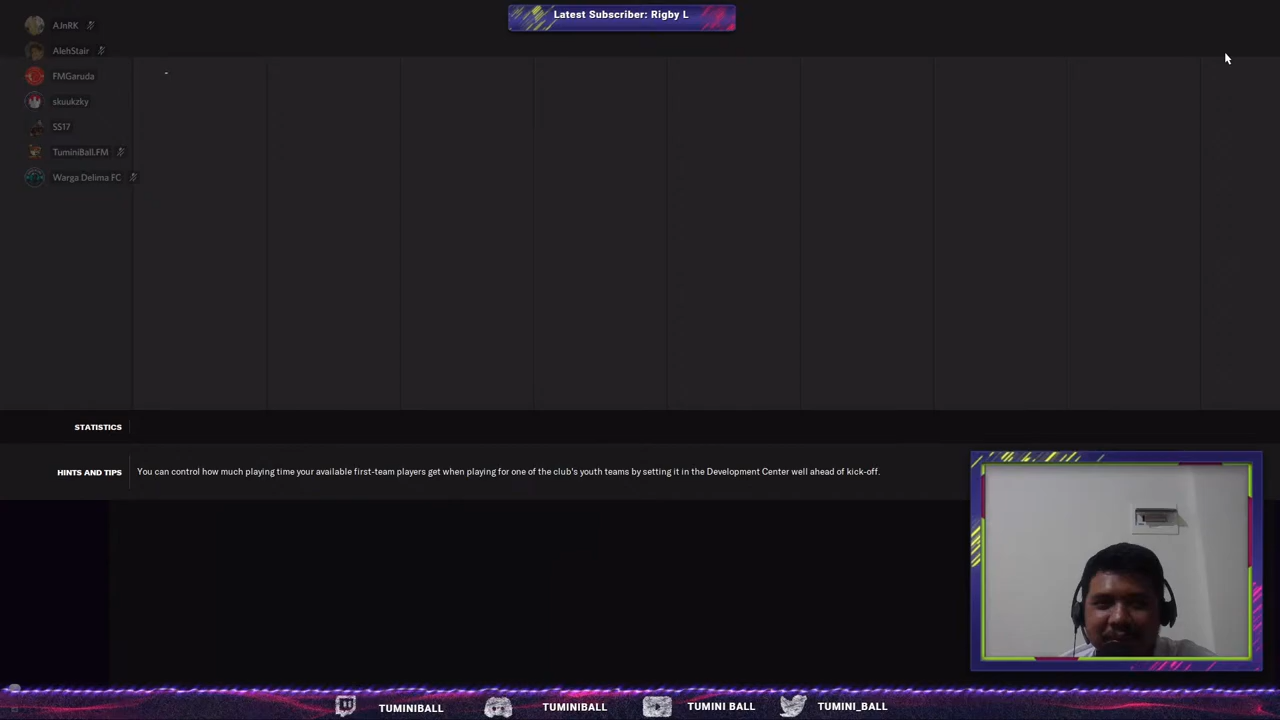 Latest Subscriber: Rigby L
AJnRK
AlehStair
FMGaruda
skuukzky
SS17
TuminiBall.FM
Warga Delima FC
STATISTICS
HINTS AND TIPS
You can control how much playing time your available first-team players get when playing for one of the club's youth teams by setting it in the Development Center well ahead of kick-off.
TUMINIBALL
TUMINIBALL
TUMINI BALL
TUMINI_BALL